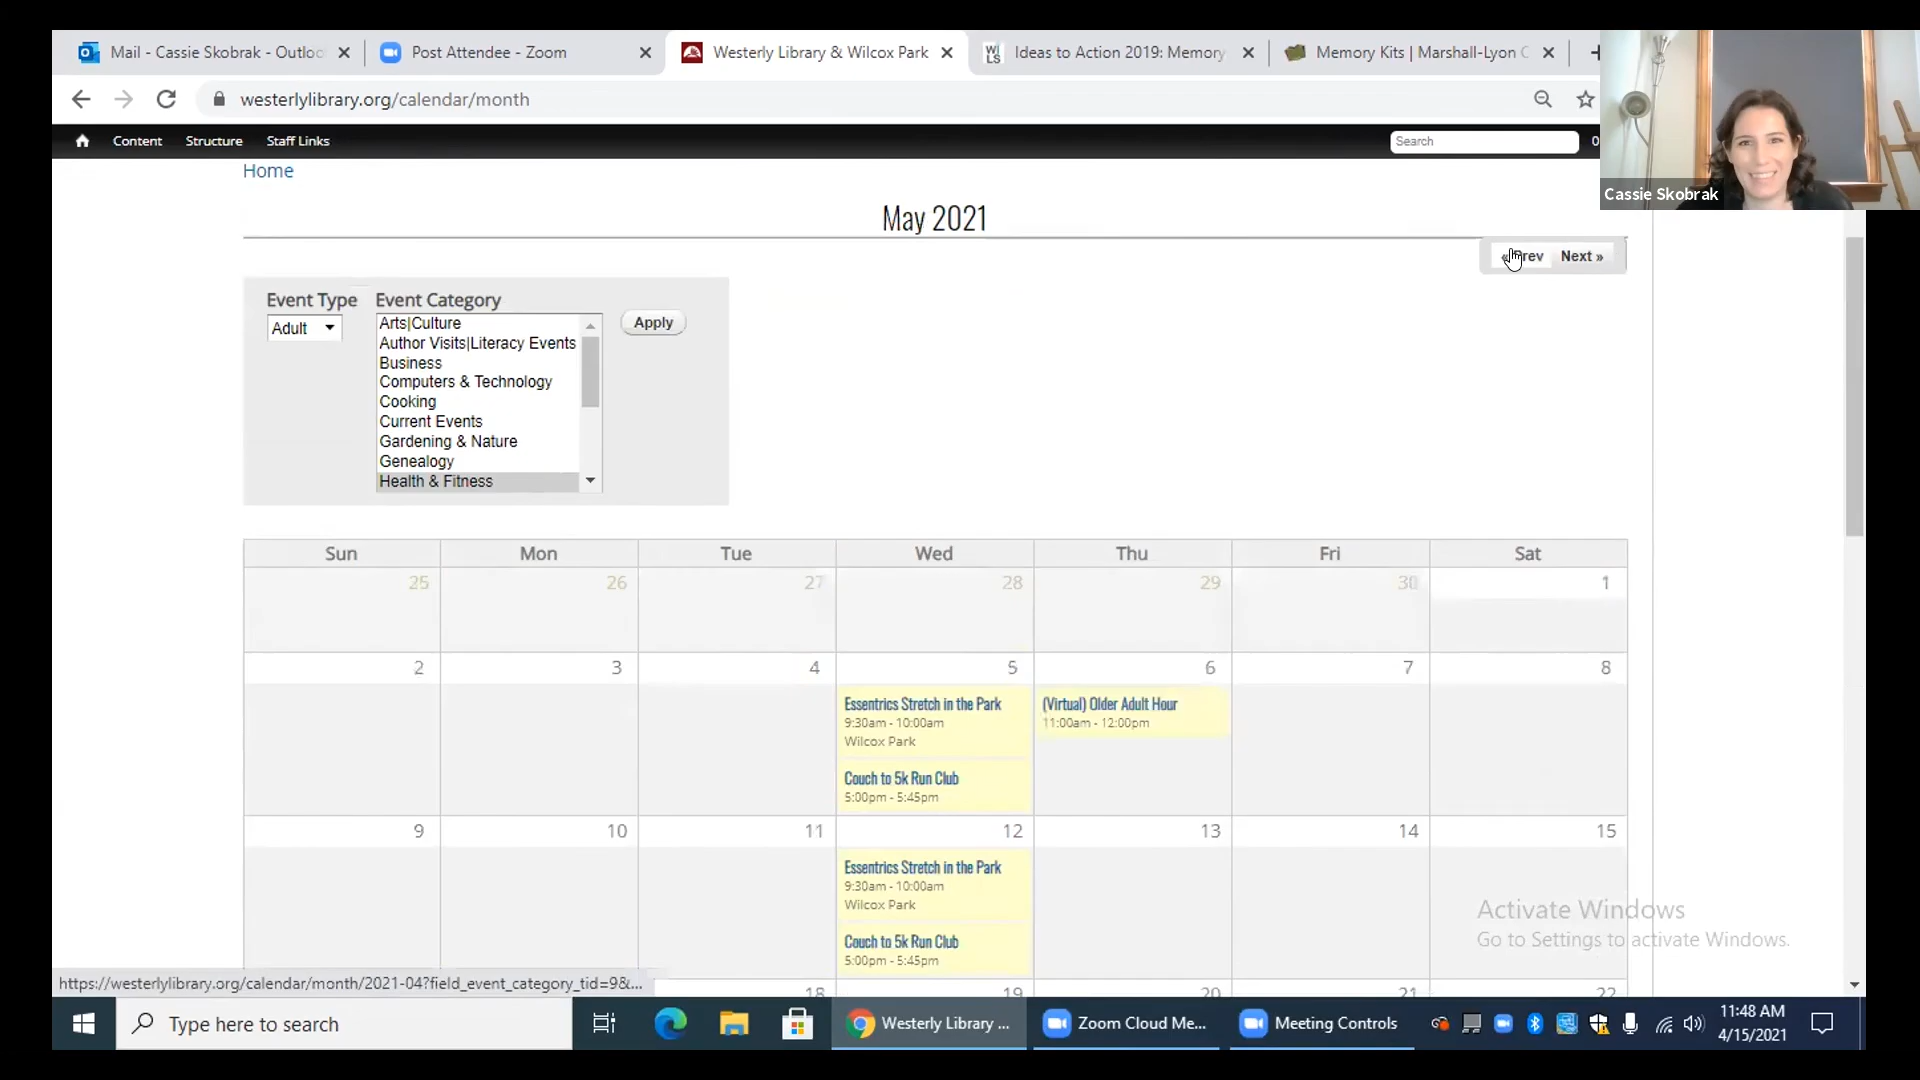 Mail - Cassie Skobrak - Outlo
Post Attendee - Zoom
Westerly Library & Wilcox Park
WiLS
Ideas to Action 2019: Memory
Memory Kits | Marshall-Lyon C
westerlylibrary.org/calendar/month
Content Structure Staff Links
Search
0
Cassie Skobrak
Home
May 2021
« Prev Next »
Event Type
Adult
Event Category
Arts|Culture
Author Visits|Literacy Events
Business
Computers & Technology
Cooking
Current Events
Gardening & Nature
Genealogy
Health & Fitness
Apply
Sun Mon Tue Wed Thu Fri Sat
25 26 27 28 29 30 1
2 3 4 5 6 7 8
Essentrics Stretch in the Park
9:30am - 10:00am
Wilcox Park
Couch to 5k Run Club
5:00pm - 5:45pm
(Virtual) Older Adult Hour
11:00am - 12:00pm
9 10 11 12 13 14 15
Essentrics Stretch in the Park
9:30am - 10:00am
Wilcox Park
Couch to 5k Run Club
5:00pm - 5:45pm
Activate Windows
Go to Settings to activate Windows.
18 19 20 21 22
https://westerlylibrary.org/calendar/month/2021-04?field_event_category_tid=9&...
Type here to search
Westerly Library ...
Zoom Cloud Me...
Meeting Controls
11:48 AM
4/15/2021